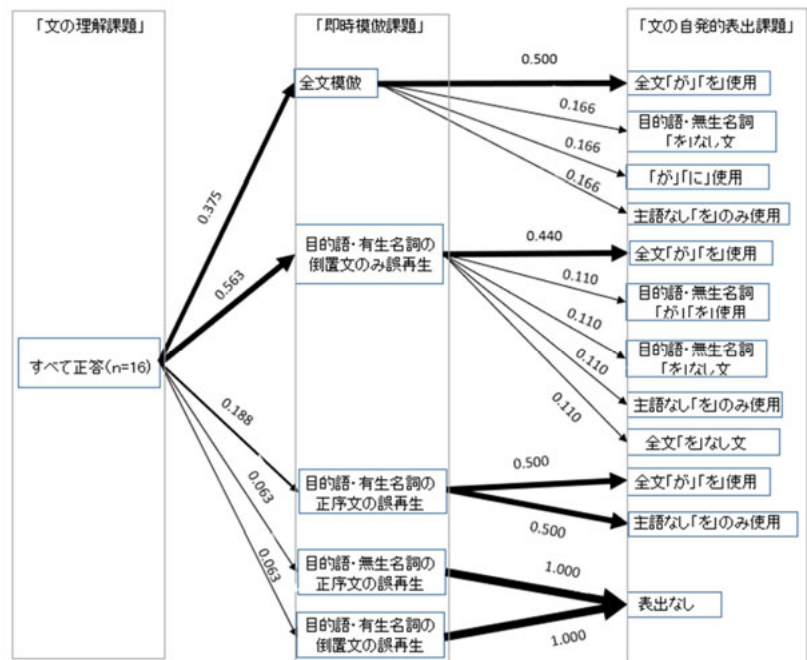 「文の理解課題」
「即時模倣課題」
「文の自発的表出課題」
すべて正答(n=16)
0.375
0.563
0.188
0.063
0.063
全文模倣
目的語・有生名詞の
倒置文のみ誤再生
目的語・有生名詞の
正序文の誤再生
目的語・無生名詞の
正序文の誤再生
目的語・有生名詞の
倒置文の誤再生
0.500
0.166
0.166
0.166
0.440
0.110
0.110
0.110
0.110
0.500
0.500
1.000
1.000
全文「が」「を」使用
目的語・無生名詞
「を」なし文
「が」「に」使用
主語なし「を」のみ使用
全文「が」「を」使用
目的語・無生名詞
「が」「を」使用
目的語・無生名詞
「を」なし文
主語なし「を」のみ使用
全文「を」なし文
全文「が」「を」使用
主語なし「を」のみ使用
表出なし